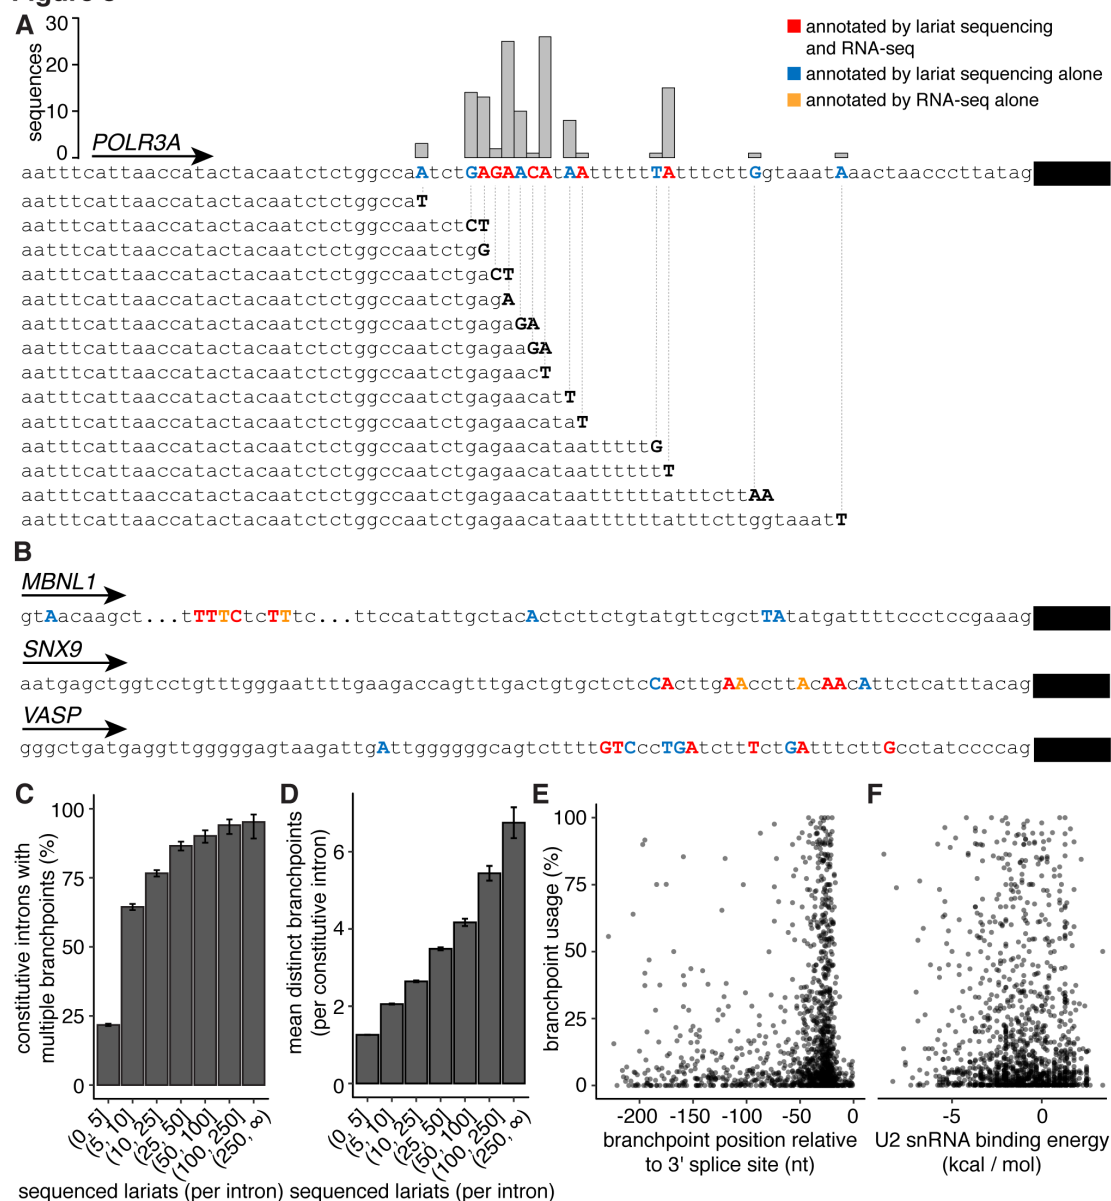 A
30
20
10
0
sequences
annotated by lariat sequencing
and RNA-seq
annotated by lariat sequencing alone
annotated by RNA-seq alone
POLR3A
aatttcattaaccatactacaatctctggccaAtctGAGAACAtAAtttttTAtttcttGgtaaatAaactaacccttatag
aatttcattaaccatactacaatctctggccaT
aatttcattaaccatactacaatctctggccaatctCT
aatttcattaaccatactacaatctctggccaatctgG
aatttcattaaccatactacaatctctggccaatctgaCT
aatttcattaaccatactacaatctctggccaatctgagA
aatttcattaaccatactacaatctctggccaatctgagaGA
aatttcattaaccatactacaatctctggccaatctgagaaGA
aatttcattaaccatactacaatctctggccaatctgagaacT
aatttcattaaccatactacaatctctggccaatctgagaacatT
aatttcattaaccatactacaatctctggccaatctgagaacataT
aatttcattaaccatactacaatctctggccaatctgagaacataatttttG
aatttcattaaccatactacaatctctggccaatctgagaacataattttttT
aatttcattaaccatactacaatctctggccaatctgagaacataattttttatttcttAA
aatttcattaaccatactacaatctctggccaatctgagaacataattttttatttcttggtaaatT
B
MBNL1
gtAacaagct...tTTTCtcTTtc...ttccatattgctacActcttctgtatgttcgctTAtatgattttccctccgaaag
SNX9
aatgagctggtcctgtttgggaattttgaagaccagtttgactgtgctctcCActtgAAccttAcAAcAttctcatttacag
VASP
gggctgatgaggttgggggagtaagattgAttggggggcagtcttttGTCccTGAtcttTctGAtttcttGcctatccccag
C
100
75
50
25
0
constitutive introns with
multiple branchpoints (%)
(0, 5]
(5, 10]
(10, 25]
(25, 50]
(50, 100]
(100, 250]
(250, ∞)
sequenced lariats (per intron)
D
6
4
2
0
mean distinct branchpoints
(per constitutive intron)
(0, 5]
(5, 10]
(10, 25]
(25, 50]
(50, 100]
(100, 250]
(250, ∞)
sequenced lariats (per intron)
E
100
75
50
25
0
branchpoint usage (%)
-200 -150 -100 -50 0
branchpoint position relative
to 3' splice site (nt)
F
-5 0
U2 snRNA binding energy
(kcal / mol)